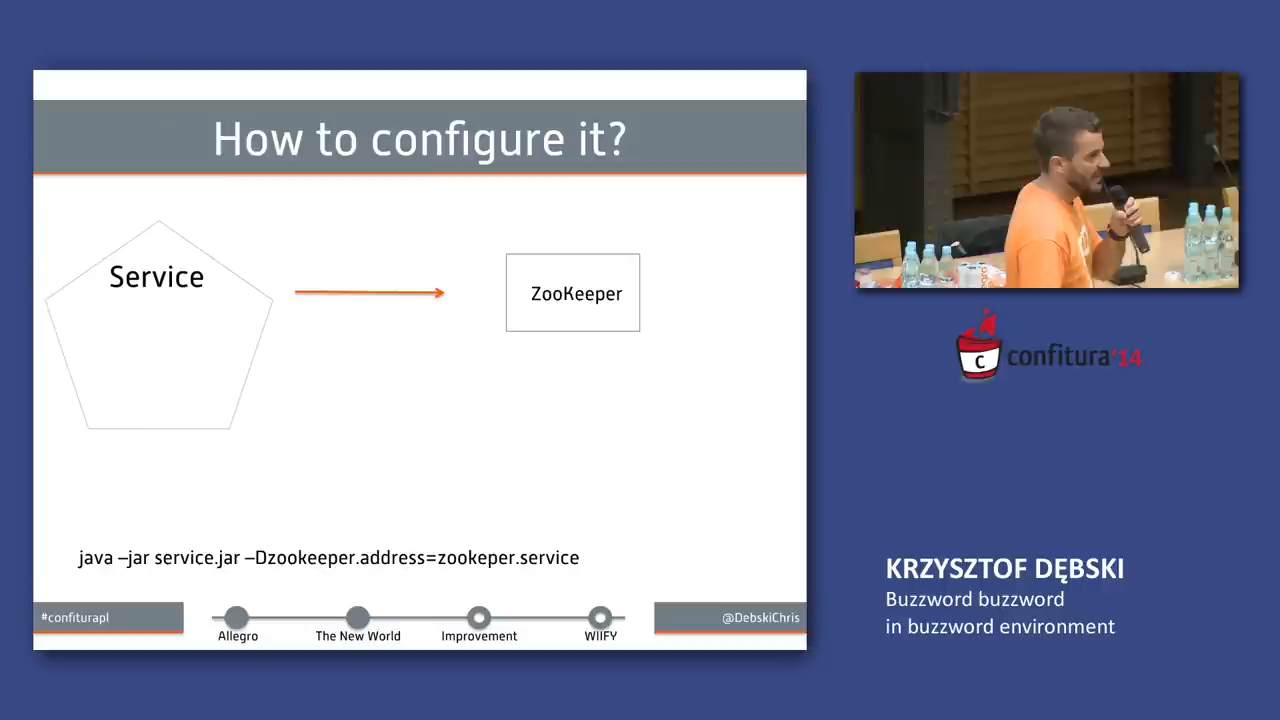 How to configure it?
Service
ZooKeeper
java –jar service.jar –Dzookeeper.address=zookeper.service
#confiturapl
Allegro
The New World
Improvement
WIIFY
@DebskiChris
C
confitura'14
KRZYSZTOF DĘBSKI
Buzzword buzzword
in buzzword environment